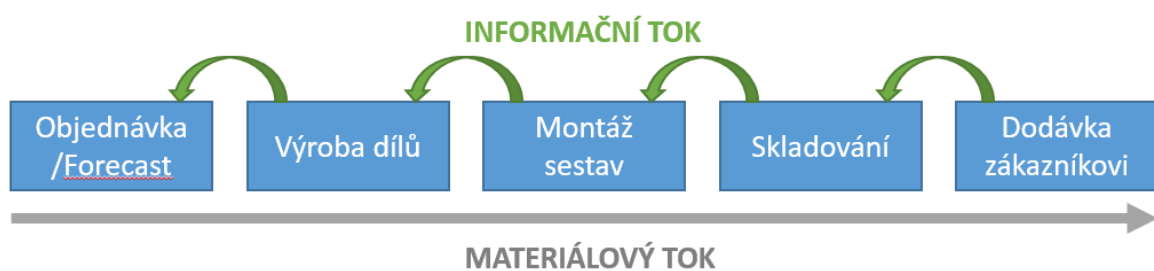 INFORMAČNÍ TOK
Objednávka
/Forecast
Výroba dílů
Montáž
sestav
Skladování
Dodávka
zákazníkovi
MATERIÁLOVÝ TOK